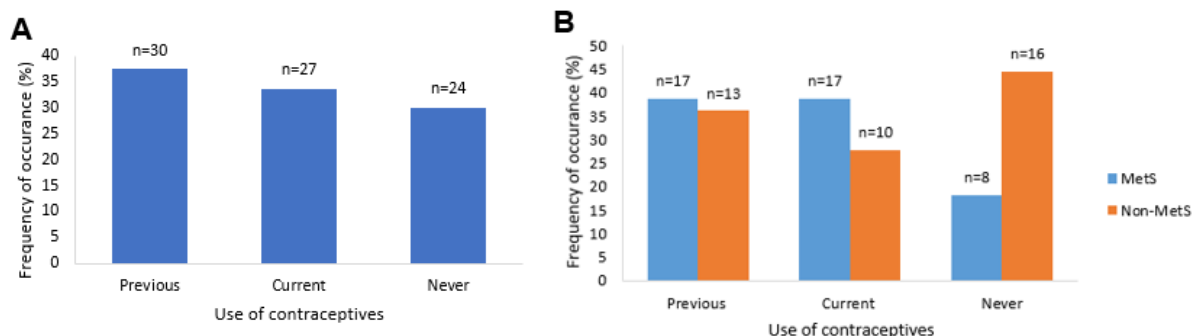 A
Frequency of occurance (%)
40
35
30
25
20
15
10
5
0
n=30
n=27
n=24
Previous
Current
Never
Use of contraceptives
B
Frequency of occurance (%)
50
45
40
35
30
25
20
15
10
5
0
n=17
n=13
n=17
n=10
n=8
n=16
Previous
Current
Never
Use of contraceptives
MetS
Non-MetS